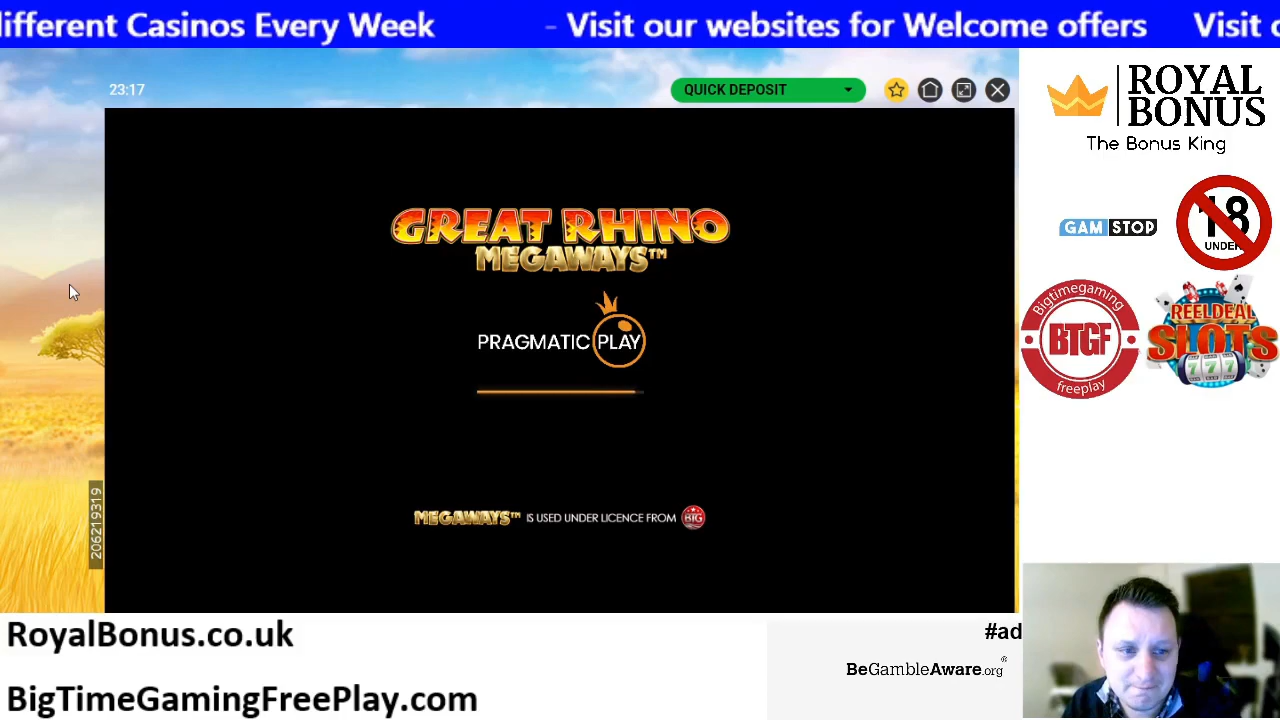 ifferent Casinos Every Week - Visit our websites for Welcome offers Visit
23:17
QUICK DEPOSIT
ROYAL
BONUS
The Bonus King
GREAT RHINO
MEGAWAYS™
GAMSTOP
18
UNDER
PRAGMATIC PLAY
Bigtimegaming
BTGF
freeplay
REELDEAL
SLOTS
777
206219319
MEGAWAYS™ IS USED UNDER LICENCE FROM BIG
RoyalBonus.co.uk
#ad
BeGambleAware.org®
BigTimeGamingFreePlay.com